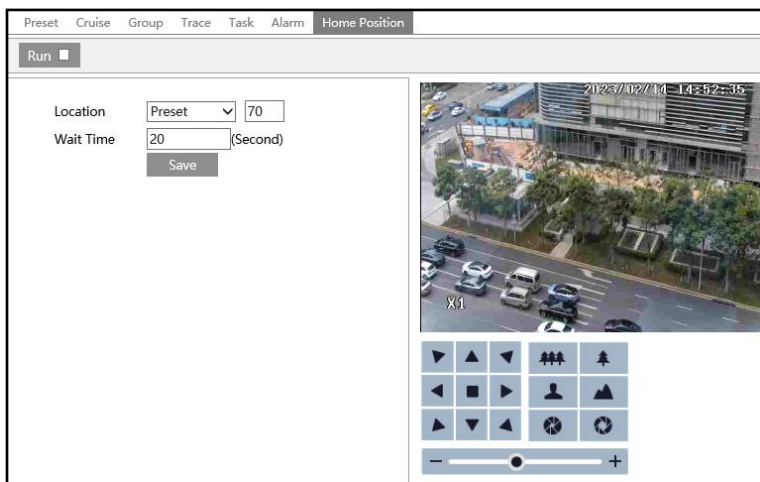 Preset Cruise Group Trace Task Alarm Home Position
Run
Location Preset 70
Wait Time 20 (Second)
Save
2023/02/14 14:52:35
X1